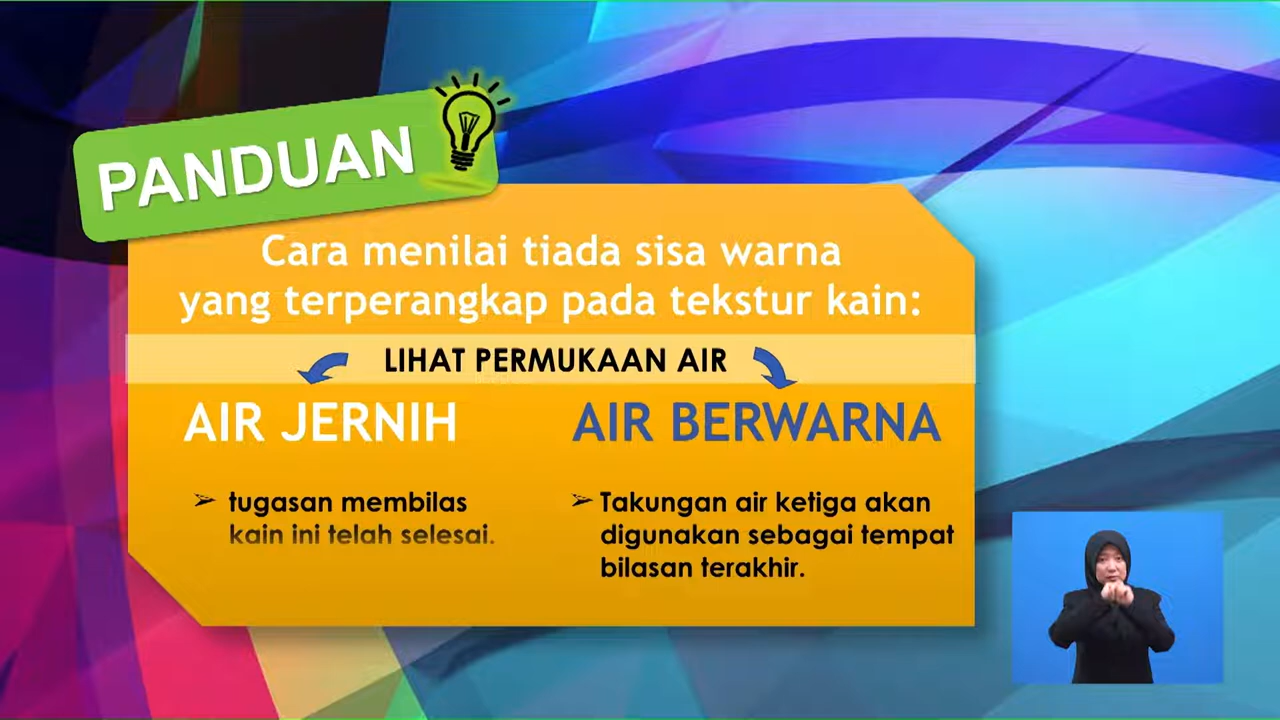 PANDUAN
Cara menilai tiada sisa warna
yang terperangkap pada tekstur kain:
LIHAT PERMUKAAN AIR
AIR JERNIH
➢ tugasan membilas
kain ini telah selesai.
AIR BERWARNA
➢ Takungan air ketiga akan
digunakan sebagai tempat
bilasan terakhir.